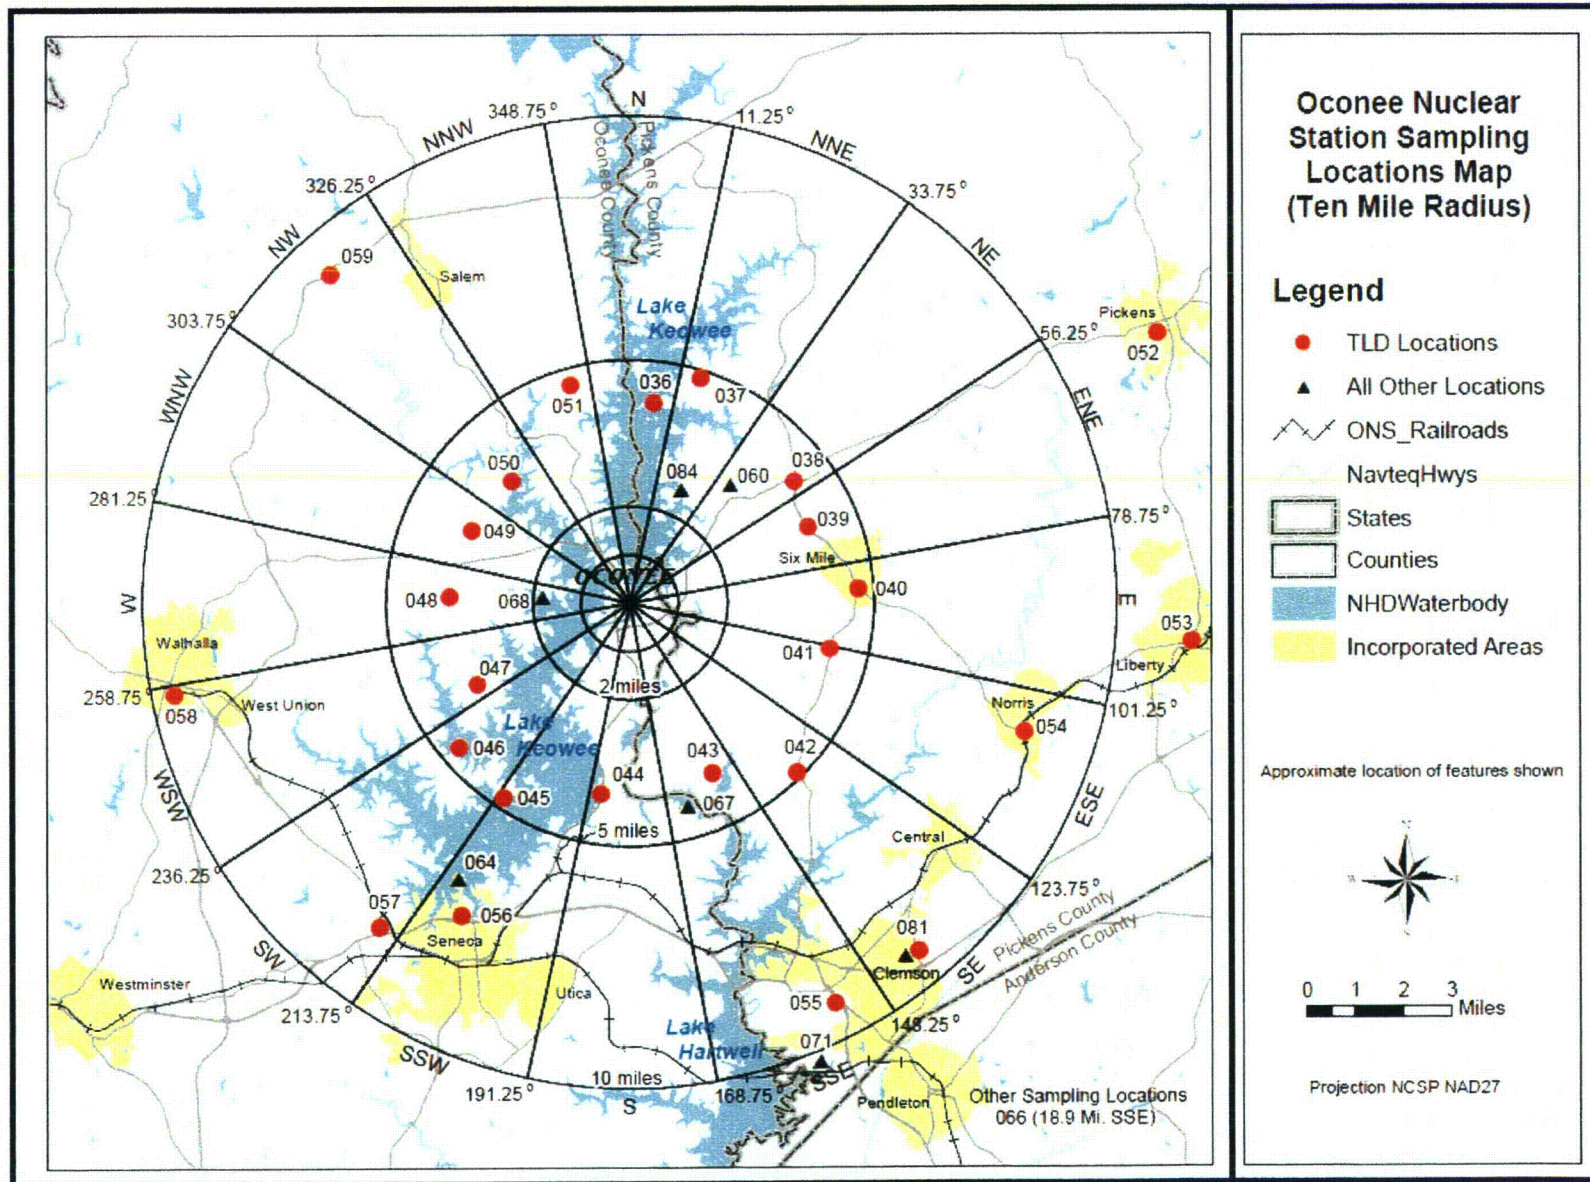 N
348.75°
11.25°
NNW
NNE
326.25°
33.75°
Oconee County
Pickens County
NW
NE
059
Salem
Lake
Keowee
303.75°
56.25°
Pickens
052
WNW
ENE
036
037
051
050
084
060
038
281.25°
78.75°
049
039
Six Mile
OCONEE
048
068
040
W
E
053
Walhalla
041
Liberty
047
2 miles
258.75°
058
West Union
Norris
101.25°
054
Lake
Keowee
046
043
042
044
045
067
WSW
ESE
5 miles
Central
064
236.25°
123.75°
057
056
081
Pickens County
Anderson County
Seneca
SW
SE
Clemson
Westminster
Utica
055
213.75°
148.25°
Lake
Hartwell
071
SSW
10 miles
SSE
191.25°
168.75°
S
Pendleton
Other Sampling Locations
066 (18.9 Mi. SSE)
Oconee Nuclear
Station Sampling
Locations Map
(Ten Mile Radius)
Legend
TLD Locations
All Other Locations
ONS_Railroads
NavteqHwys
States
Counties
NHDWaterbody
Incorporated Areas
Approximate location of features shown
N
W
E
S
0 1 2 3
Miles
Projection NCSP NAD27